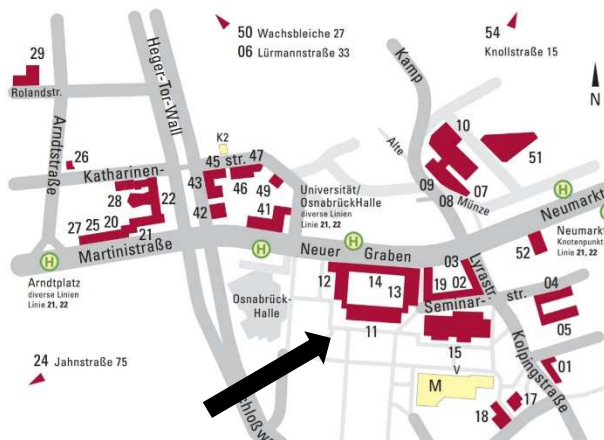 50 Wachsbleiche 27
06 Lürmannstraße 33
54
Knollstraße 15
N
29
Rolandstr.
Arndtstraße
Heger-Tor-Wall
Kamp
Alte
Münze
10
51
09
08
07
K2
26
Katharinen-
str.
45
47
43
46
49
42
41
28
22
27
25
20
21
Martinistraße
Universität/
OsnabrückHalle
diverse Linien
Linie 21, 22
H
H
H
H
H
Arndtplatz
diverse Linien
Linie 21, 22
Neuer Graben
Neumarkt
Neumarkt
Knotenpunkt
Linie 21, 22
52
Osnabrück-
Halle
12
14
13
11
19
03
02
Lyrastr.
Seminar-
str.
04
05
15
V
M
Kolpingstraße
01
17
18
24 Jahnstraße 75